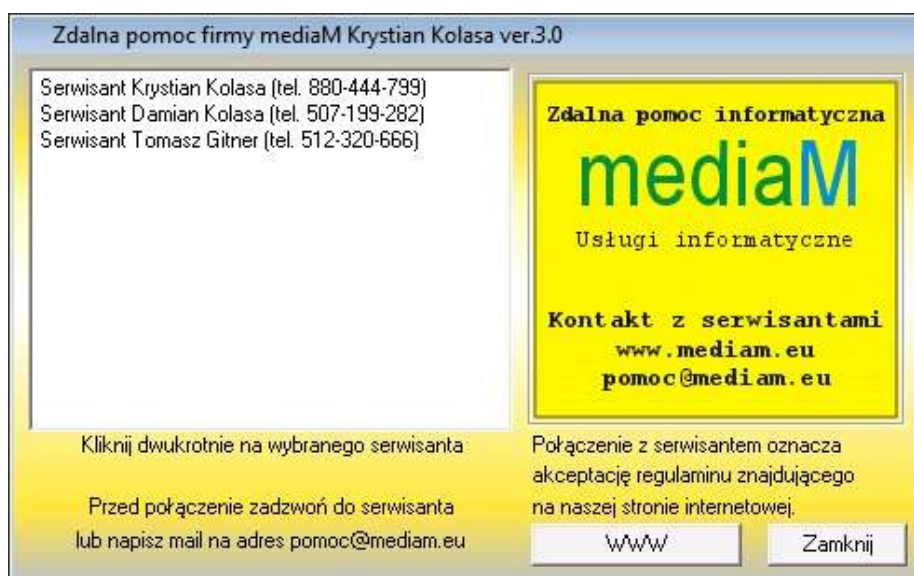 Zdalna pomoc firmy mediaM Krystian Kolasa ver.3.0
Serwisant Krystian Kolasa (tel. 880-444-799)
Serwisant Damian Kolasa (tel. 507-199-282)
Serwisant Tomasz Gitner (tel. 512-320-666)
Zdalna pomoc informatyczna
mediaM
Usługi informatyczne
Kontakt z serwisantami
www.mediam.eu
pomoc@mediam.eu
Kliknij dwukrotnie na wybranego serwisanta
Przed połączenie zadzwoń do serwisanta
lub napisz mail na adres pomoc@mediam.eu
Połączenie z serwisantem oznacza
akceptację regulaminu znajdującego
na naszej stronie internetowej.
WWW
Zamknij